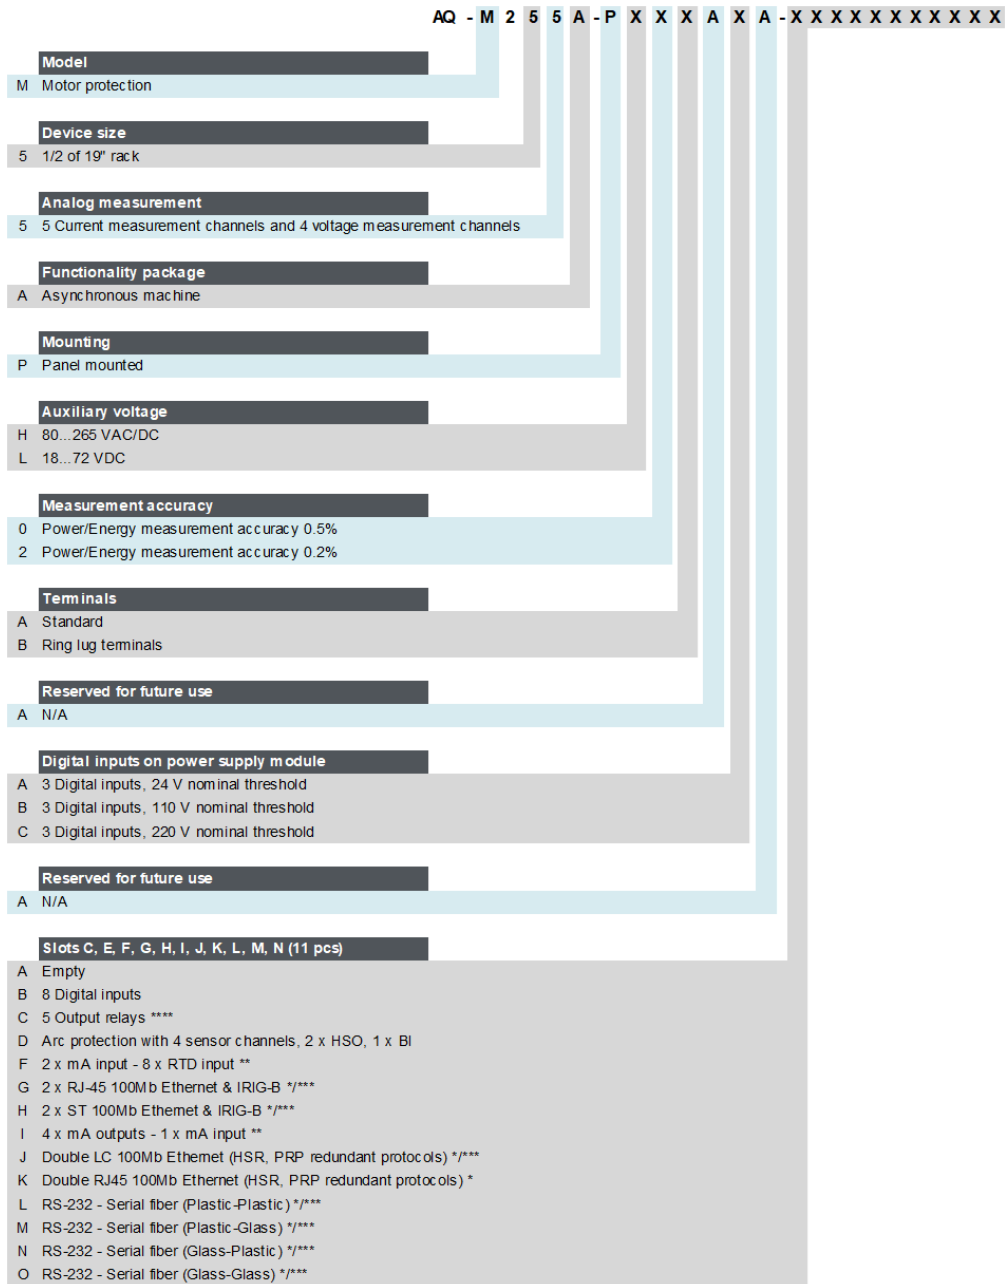 AQ - M 2 5 5 A - P X X X A X A - X X X X X X X X X X X
Model
M Motor protection
Device size
5 1/2 of 19" rack
Analog measurement
5 5 Current measurement channels and 4 voltage measurement channels
Functionality package
A Asynchronous machine
Mounting
P Panel mounted
Auxiliary voltage
H 80...265 VAC/DC
L 18...72 VDC
Measurement accuracy
0 Power/Energy measurement accuracy 0.5%
2 Power/Energy measurement accuracy 0.2%
Terminals
A Standard
B Ring lug terminals
Reserved for future use
A N/A
Digital inputs on power supply module
A 3 Digital inputs, 24 V nominal threshold
B 3 Digital inputs, 110 V nominal threshold
C 3 Digital inputs, 220 V nominal threshold
Reserved for future use
A N/A
Slots C, E, F, G, H, I, J, K, L, M, N (11 pcs)
A Empty
B 8 Digital inputs
C 5 Output relays ****
D Arc protection with 4 sensor channels, 2 x HSO, 1 x BI
F 2 x mA input - 8 x RTD input **
G 2 x RJ-45 100Mb Ethernet & IRIG-B */***
H 2 x ST 100Mb Ethernet & IRIG-B */***
I 4 x mA outputs - 1 x mA input **
J Double LC 100Mb Ethernet (HSR, PRP redundant protocols) */***
K Double RJ45 100Mb Ethernet (HSR, PRP redundant protocols) *
L RS-232 - Serial fiber (Plastic-Plastic) */***
M RS-232 - Serial fiber (Plastic-Glass) */***
N RS-232 - Serial fiber (Glass-Plastic) */***
O RS-232 - Serial fiber (Glass-Glass) */***